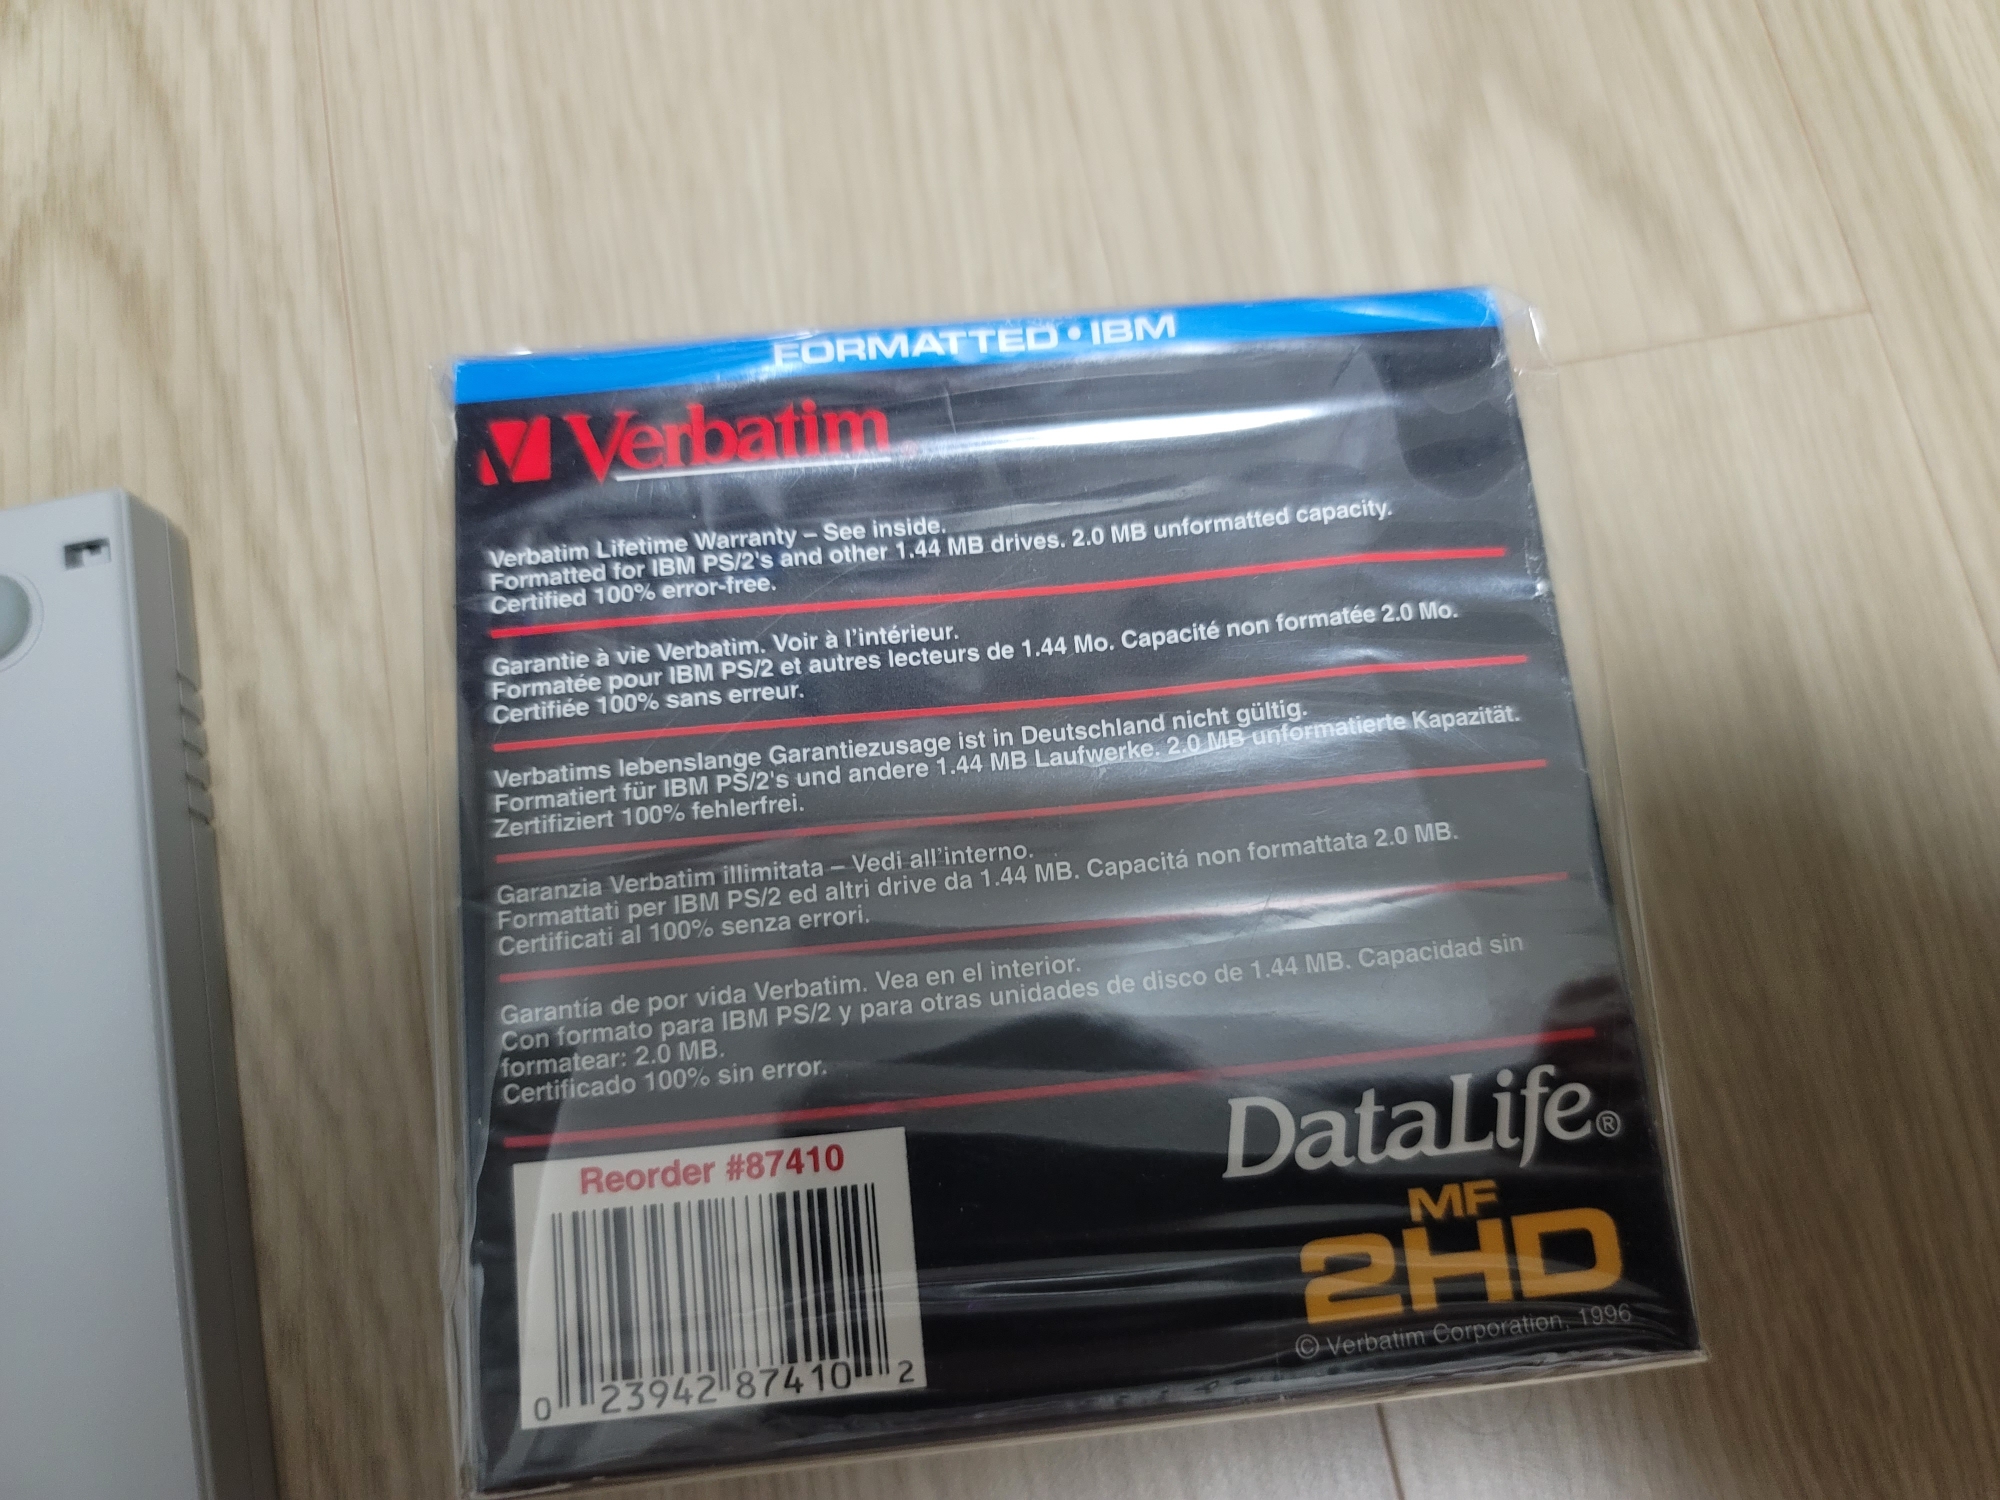 FORMATTED • IBM
Verbatim®
Verbatim Lifetime Warranty – See inside.
Formatted for IBM PS/2's and other 1.44 MB drives. 2.0 MB unformatted capacity.
Certified 100% error-free.
Garantie à vie Verbatim. Voir à l'intérieur.
Formatée pour IBM PS/2 et autres lecteurs de 1.44 Mo. Capacité non formatée 2.0 Mo.
Certifiée 100% sans erreur.
Verbatims lebenslange Garantiezusage ist in Deutschland nicht gültig.
Formatiert für IBM PS/2's und andere 1.44 MB Laufwerke. 2.0 MB unformatierte Kapazität.
Zertifiziert 100% fehlerfrei.
Garanzia Verbatim illimitata – Vedi all'interno.
Formattati per IBM PS/2 ed altri drive da 1.44 MB. Capacitá non formattata 2.0 MB.
Certificati al 100% senza errori.
Garantía de por vida Verbatim. Vea en el interior.
Con formato para IBM PS/2 y para otras unidades de disco de 1.44 MB. Capacidad sin
formatear: 2.0 MB.
Certificado 100% sin error.
DataLife®
MF
2HD
© Verbatim Corporation, 1996
Reorder #87410
0 23942 87410 2